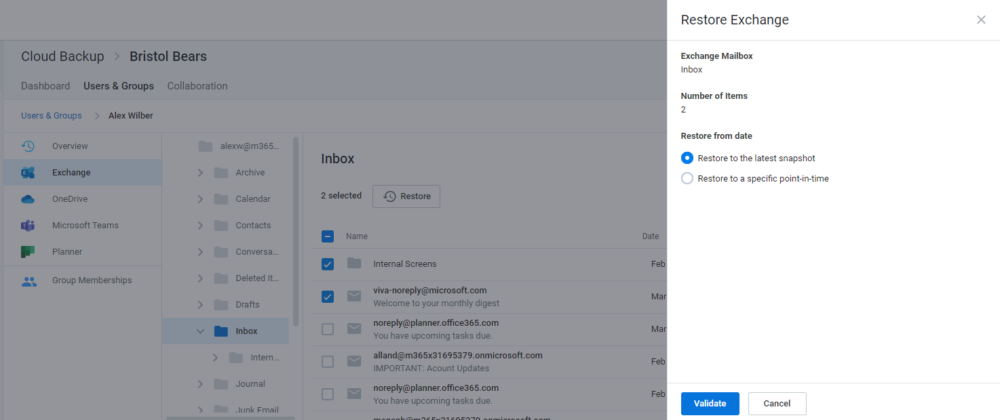 Cloud Backup > Bristol Bears
Dashboard Users & Groups Collaboration
Users & Groups > Alex Wilber
Overview
Exchange
OneDrive
Microsoft Teams
Planner
Group Memberships
alexw@m365...
Archive
Calendar
Contacts
Conversa...
Deleted It...
Drafts
Inbox
Intern...
Journal
Junk Email
Inbox
2 selected Restore
Name Date
Internal Screens Feb
viva-noreply@microsoft.com Mar
Welcome to your monthly digest
noreply@planner.office365.com Mar
You have upcoming tasks due.
alland@m365x31695379.onmicrosoft.com Feb
IMPORTANT: Acount Updates
noreply@planner.office365.com Feb
You have upcoming tasks due.
Restore Exchange
Exchange Mailbox
Inbox
Number of Items
2
Restore from date
Restore to the latest snapshot
Restore to a specific point-in-time
Validate Cancel